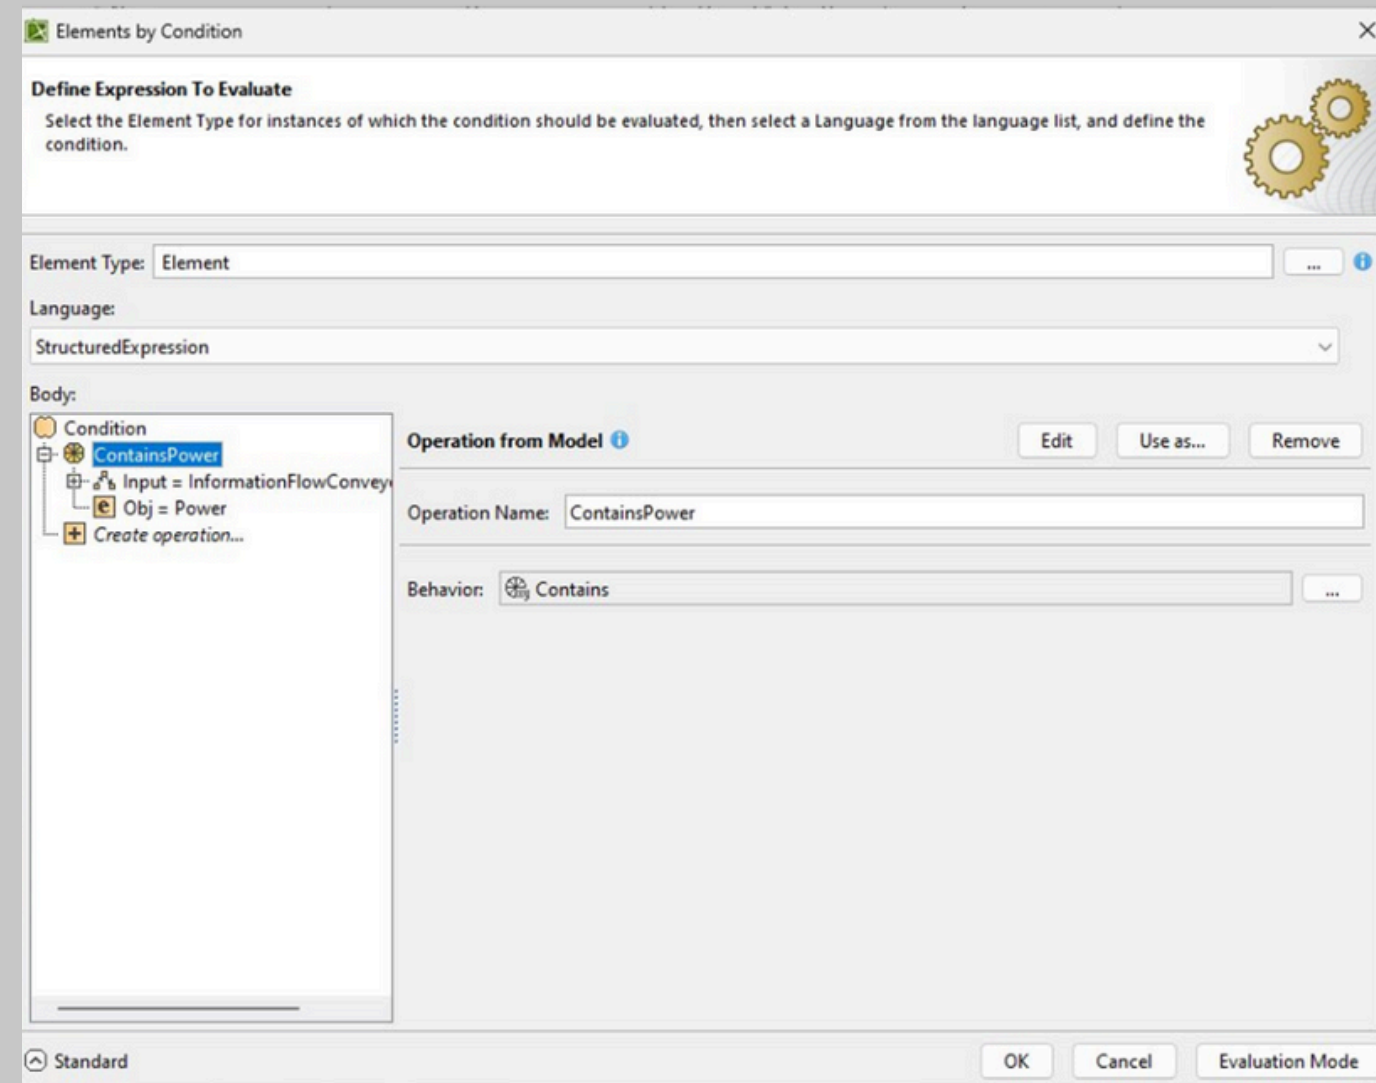 Elements by Condition
Define Expression To Evaluate
Select the Element Type for instances of which the condition should be evaluated, then select a Language from the language list, and define the
condition.
Element Type: Element ...
Language:
StructuredExpression
Body:
Condition
ContainsPower
Input = InformationFlowConvey
Obj = Power
Create operation...
Operation from Model Edit Use as... Remove
Operation Name: ContainsPower
Behavior: Contains ...
Standard OK Cancel Evaluation Mode